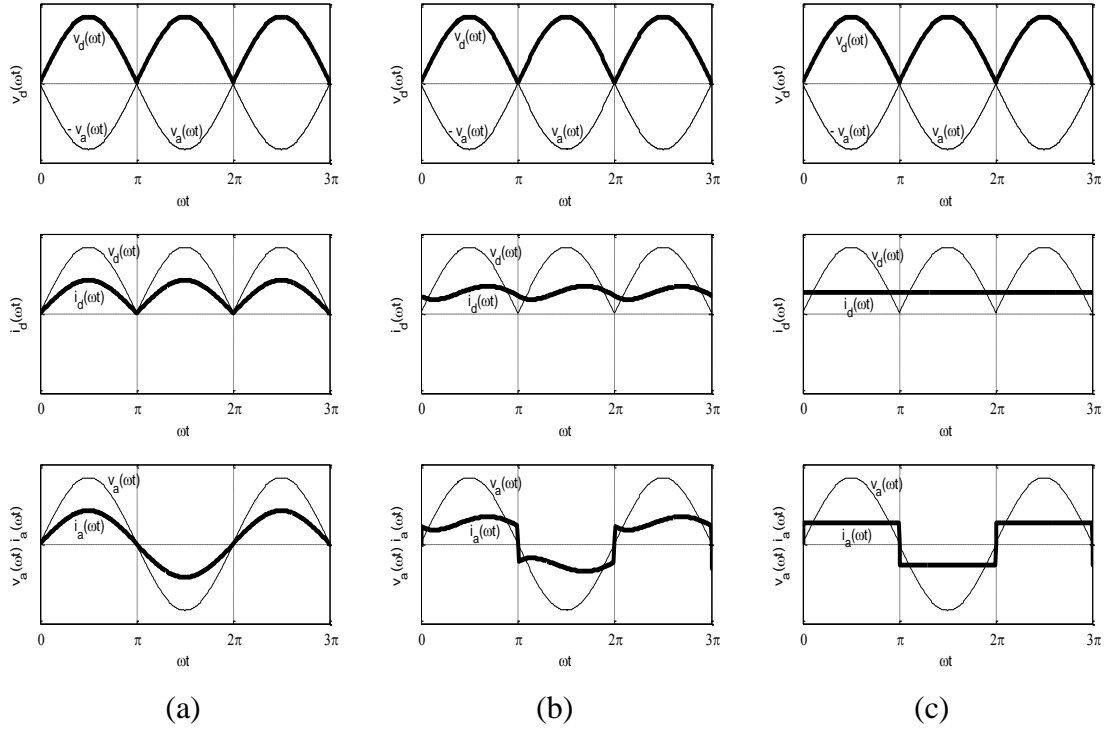 v_d(ωt)
v_d(ωt)
- v_a(ωt)
v_a(ωt)
0 π 2π 3π
ωt
v_d(ωt)
v_d(ωt)
- v_a(ωt)
v_a(ωt)
0 π 2π 3π
ωt
v_d(ωt)
v_d(ωt)
- v_a(ωt)
v_a(ωt)
0 π 2π 3π
ωt
i_d(ωt)
v_d(ωt)
i_d(ωt)
0 π 2π 3π
ωt
i_d(ωt)
v_d(ωt)
i_d(ωt)
0 π 2π 3π
ωt
i_d(ωt)
v_d(ωt)
i_d(ωt)
0 π 2π 3π
ωt
v_a(ωt) i_a(ωt)
v_a(ωt)
i_a(ωt)
0 π 2π 3π
ωt
v_a(ωt) i_a(ωt)
v_a(ωt)
i_a(ωt)
0 π 2π 3π
ωt
v_a(ωt) i_a(ωt)
v_a(ωt)
i_a(ωt)
0 π 2π 3π
ωt
(a) (b) (c)